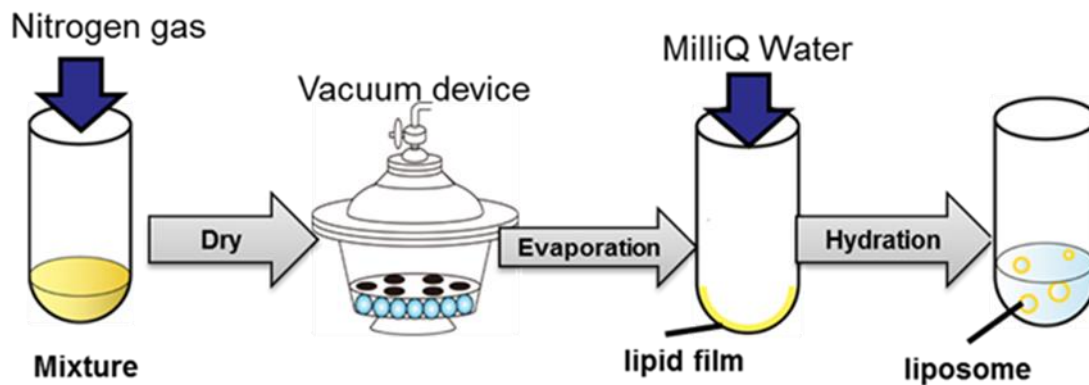 Nitrogen gas
MilliQ Water
Vacuum device
Dry
Evaporation
Hydration
Mixture
lipid film
liposome